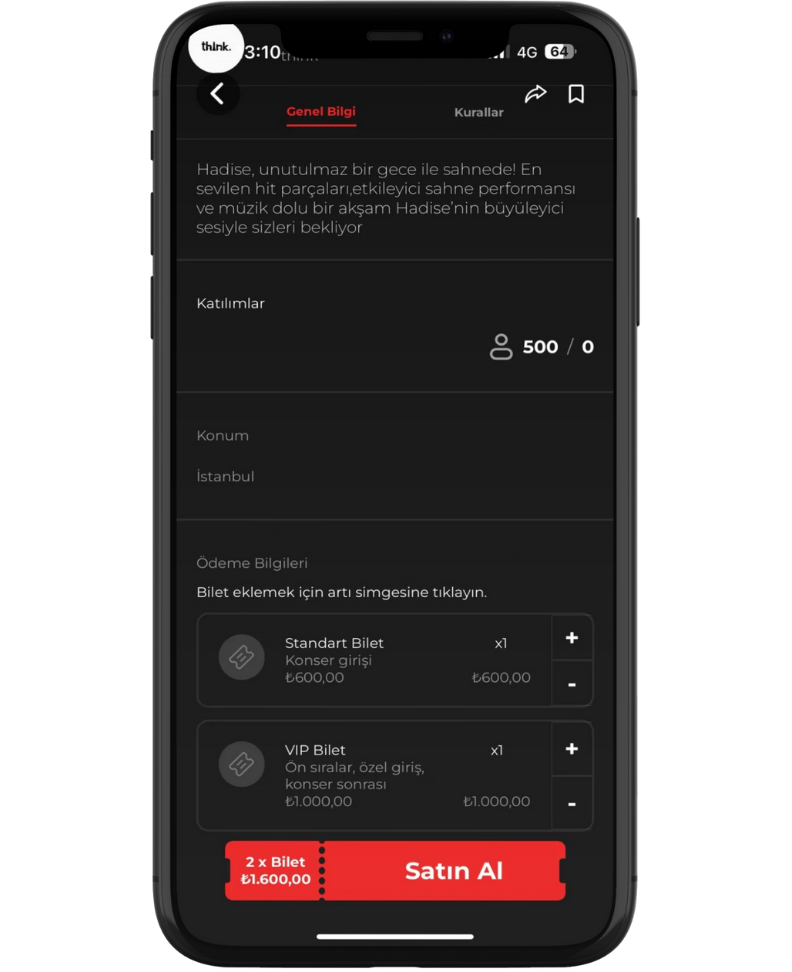 think.
3:10
4G 64
Genel Bilgi
Kurallar
Hadise, unutulmaz bir gece ile sahnede! En
sevilen hit parçaları,etkileyici sahne performansı
ve müzik dolu bir akşam Hadise'nin büyüleyici
sesiyle sizleri bekliyor
Katılımlar
500 / 0
Konum
İstanbul
Ödeme Bilgileri
Bilet eklemek için artı simgesine tıklayın.
Standart Bilet x1 +
Konser girişi
₺600,00 ₺600,00 -
VIP Bilet x1 +
Ön sıralar, özel giriş,
konser sonrası
₺1.000,00 ₺1.000,00 -
2 x Bilet
₺1.600,00
Satın Al